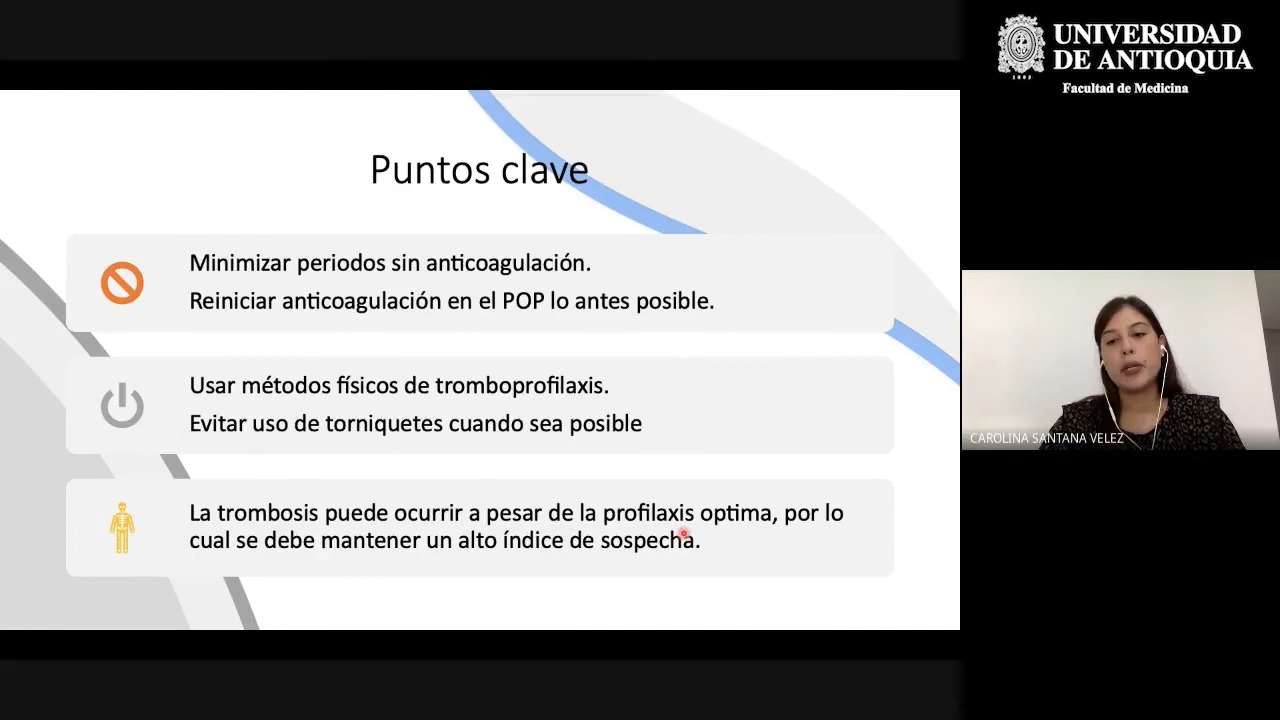 UNIVERSIDAD
DE ANTIOQUIA
1803
Facultad de Medicina
Puntos clave
Minimizar periodos sin anticoagulación.
Reiniciar anticoagulación en el POP lo antes posible.
Usar métodos físicos de tromboprofilaxis.
Evitar uso de torniquetes cuando sea posible
La trombosis puede ocurrir a pesar de la profilaxis optima, por lo
cual se debe mantener un alto índice de sospecha.
CAROLINA SANTANA VELEZ